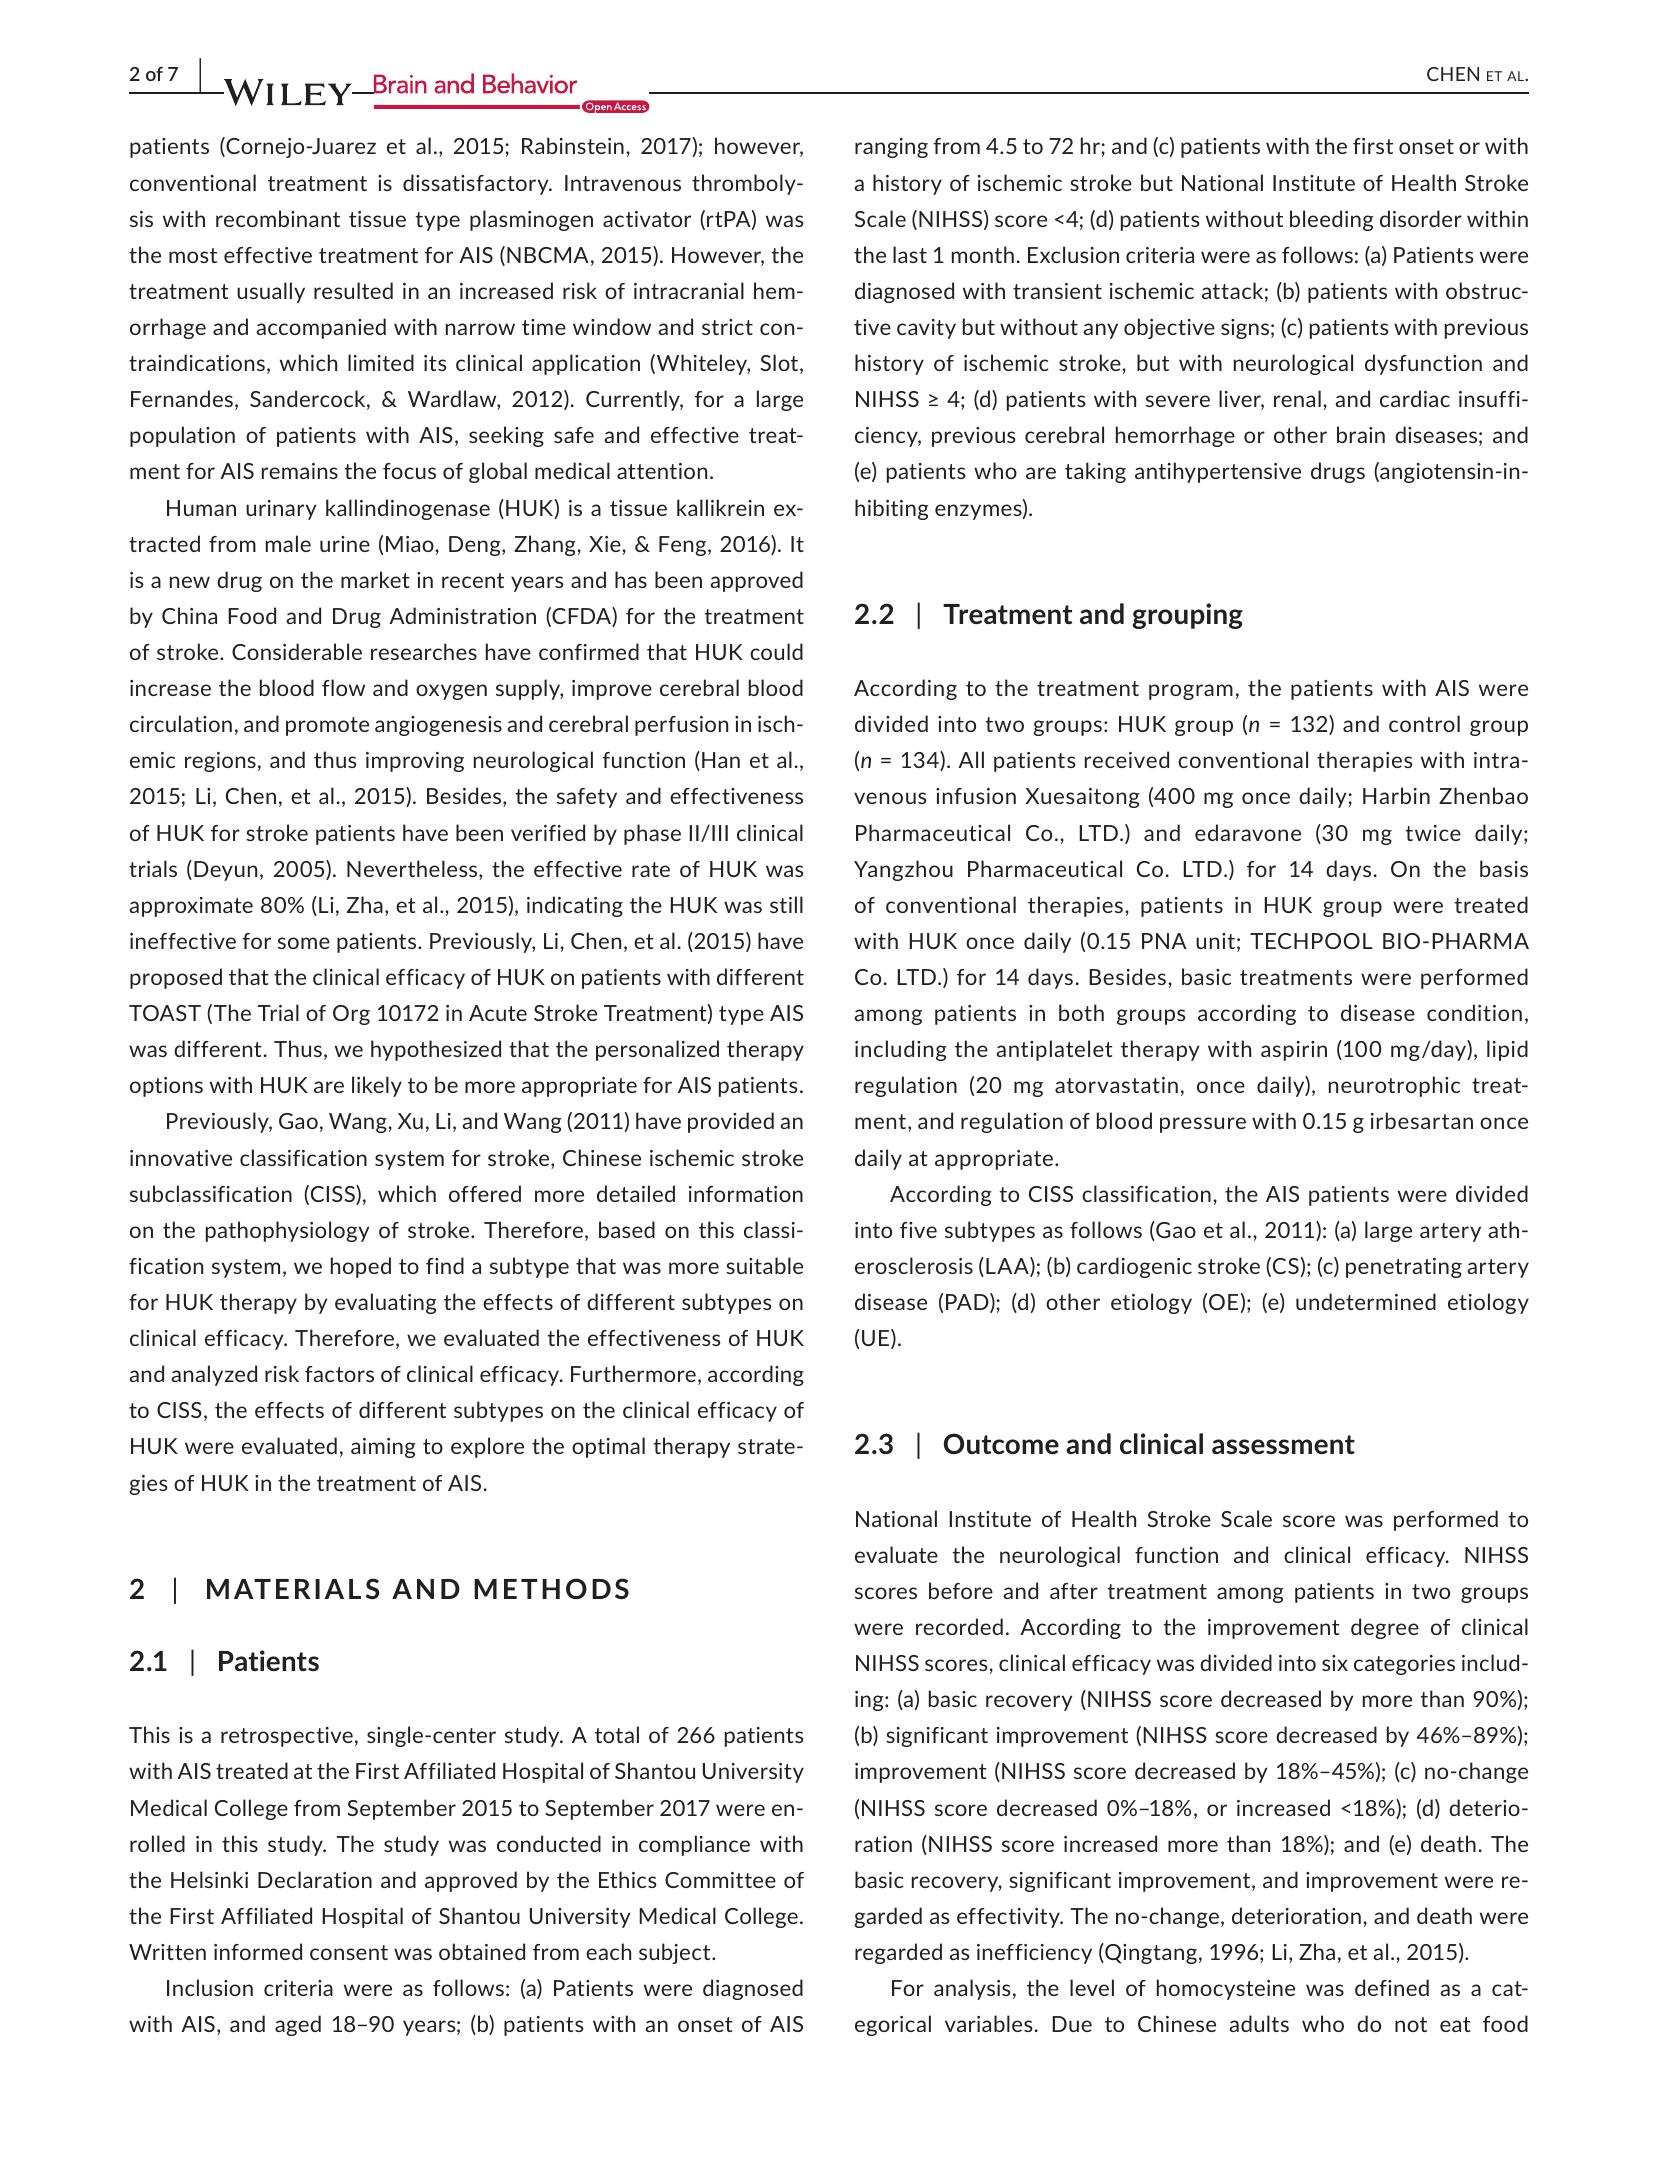 2 of 7
WILEY
Brain and Behavior
Open Access
CHEN ET AL.
patients (Cornejo-Juarez et al., 2015; Rabinstein, 2017); however,
conventional treatment is dissatisfactory. Intravenous thromboly-
sis with recombinant tissue type plasminogen activator (rtPA) was
the most effective treatment for AIS (NBCMA, 2015). However, the
treatment usually resulted in an increased risk of intracranial hem-
orrhage and accompanied with narrow time window and strict con-
traindications, which limited its clinical application (Whiteley, Slot,
Fernandes, Sandercock, & Wardlaw, 2012). Currently, for a large
population of patients with AIS, seeking safe and effective treat-
ment for AIS remains the focus of global medical attention.
Human urinary kallindinogenase (HUK) is a tissue kallikrein ex-
tracted from male urine (Miao, Deng, Zhang, Xie, & Feng, 2016). It
is a new drug on the market in recent years and has been approved
by China Food and Drug Administration (CFDA) for the treatment
of stroke. Considerable researches have confirmed that HUK could
increase the blood flow and oxygen supply, improve cerebral blood
circulation, and promote angiogenesis and cerebral perfusion in isch-
emic regions, and thus improving neurological function (Han et al.,
2015; Li, Chen, et al., 2015). Besides, the safety and effectiveness
of HUK for stroke patients have been verified by phase II/III clinical
trials (Deyun, 2005). Nevertheless, the effective rate of HUK was
approximate 80% (Li, Zha, et al., 2015), indicating the HUK was still
ineffective for some patients. Previously, Li, Chen, et al. (2015) have
proposed that the clinical efficacy of HUK on patients with different
TOAST (The Trial of Org 10172 in Acute Stroke Treatment) type AIS
was different. Thus, we hypothesized that the personalized therapy
options with HUK are likely to be more appropriate for AIS patients.
Previously, Gao, Wang, Xu, Li, and Wang (2011) have provided an
innovative classification system for stroke, Chinese ischemic stroke
subclassification (CISS), which offered more detailed information
on the pathophysiology of stroke. Therefore, based on this classi-
fication system, we hoped to find a subtype that was more suitable
for HUK therapy by evaluating the effects of different subtypes on
clinical efficacy. Therefore, we evaluated the effectiveness of HUK
and analyzed risk factors of clinical efficacy. Furthermore, according
to CISS, the effects of different subtypes on the clinical efficacy of
HUK were evaluated, aiming to explore the optimal therapy strate-
gies of HUK in the treatment of AIS.
2 | MATERIALS AND METHODS
2.1 | Patients
This is a retrospective, single-center study. A total of 266 patients
with AIS treated at the First Affiliated Hospital of Shantou University
Medical College from September 2015 to September 2017 were en-
rolled in this study. The study was conducted in compliance with
the Helsinki Declaration and approved by the Ethics Committee of
the First Affiliated Hospital of Shantou University Medical College.
Written informed consent was obtained from each subject.
Inclusion criteria were as follows: (a) Patients were diagnosed
with AIS, and aged 18–90 years; (b) patients with an onset of AIS
ranging from 4.5 to 72 hr; and (c) patients with the first onset or with
a history of ischemic stroke but National Institute of Health Stroke
Scale (NIHSS) score <4; (d) patients without bleeding disorder within
the last 1 month. Exclusion criteria were as follows: (a) Patients were
diagnosed with transient ischemic attack; (b) patients with obstruc-
tive cavity but without any objective signs; (c) patients with previous
history of ischemic stroke, but with neurological dysfunction and
NIHSS ≥ 4; (d) patients with severe liver, renal, and cardiac insuffi-
ciency, previous cerebral hemorrhage or other brain diseases; and
(e) patients who are taking antihypertensive drugs (angiotensin-in-
hibiting enzymes).
2.2 | Treatment and grouping
According to the treatment program, the patients with AIS were
divided into two groups: HUK group (n = 132) and control group
(n = 134). All patients received conventional therapies with intra-
venous infusion Xuesaitong (400 mg once daily; Harbin Zhenbao
Pharmaceutical Co., LTD.) and edaravone (30 mg twice daily;
Yangzhou Pharmaceutical Co. LTD.) for 14 days. On the basis
of conventional therapies, patients in HUK group were treated
with HUK once daily (0.15 PNA unit; TECHPOOL BIO-PHARMA
Co. LTD.) for 14 days. Besides, basic treatments were performed
among patients in both groups according to disease condition,
including the antiplatelet therapy with aspirin (100 mg/day), lipid
regulation (20 mg atorvastatin, once daily), neurotrophic treat-
ment, and regulation of blood pressure with 0.15 g irbesartan once
daily at appropriate.
According to CISS classification, the AIS patients were divided
into five subtypes as follows (Gao et al., 2011): (a) large artery ath-
erosclerosis (LAA); (b) cardiogenic stroke (CS); (c) penetrating artery
disease (PAD); (d) other etiology (OE); (e) undetermined etiology
(UE).
2.3 | Outcome and clinical assessment
National Institute of Health Stroke Scale score was performed to
evaluate the neurological function and clinical efficacy. NIHSS
scores before and after treatment among patients in two groups
were recorded. According to the improvement degree of clinical
NIHSS scores, clinical efficacy was divided into six categories includ-
ing: (a) basic recovery (NIHSS score decreased by more than 90%);
(b) significant improvement (NIHSS score decreased by 46%–89%);
improvement (NIHSS score decreased by 18%–45%); (c) no-change
(NIHSS score decreased 0%–18%, or increased <18%); (d) deterio-
ration (NIHSS score increased more than 18%); and (e) death. The
basic recovery, significant improvement, and improvement were re-
garded as effectivity. The no-change, deterioration, and death were
regarded as inefficiency (Qingtang, 1996; Li, Zha, et al., 2015).
For analysis, the level of homocysteine was defined as a cat-
egorical variables. Due to Chinese adults who do not eat food